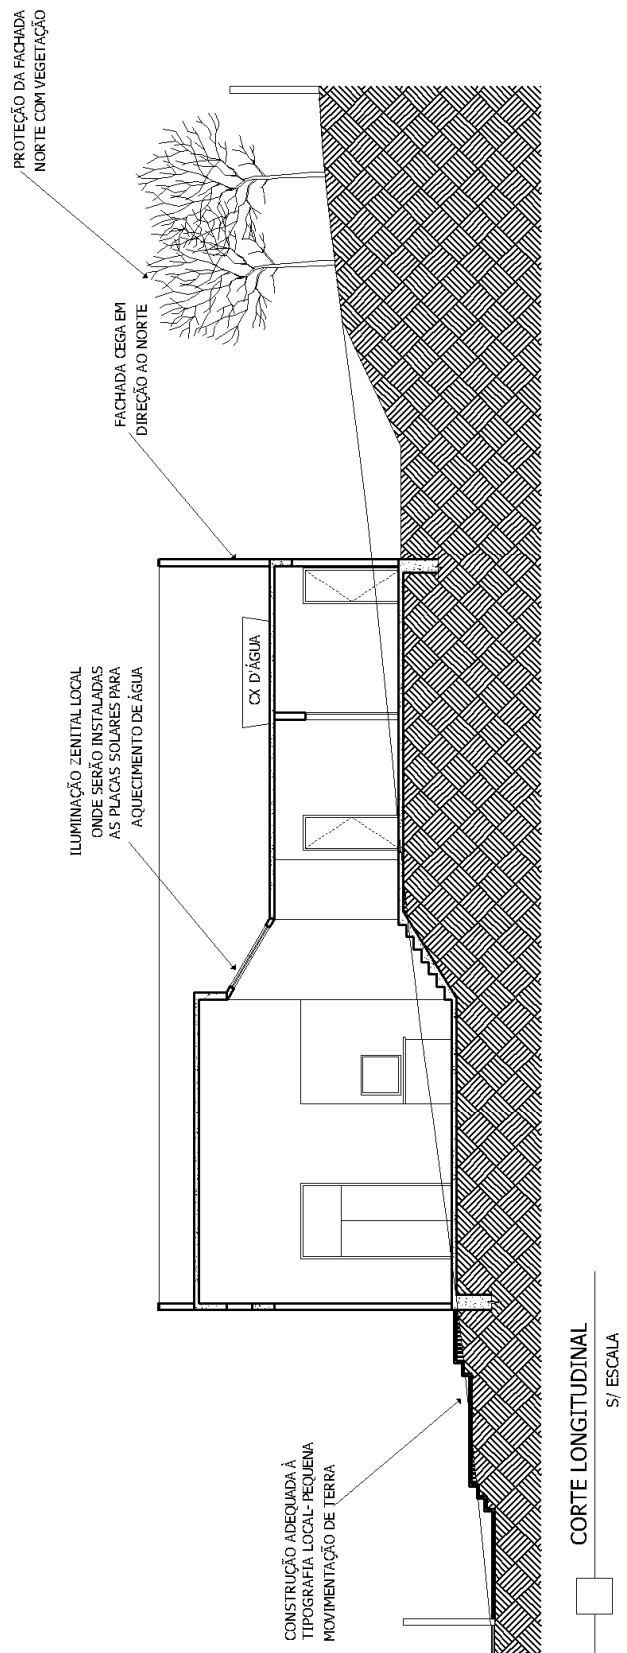 CONSTRUÇÃO ADEQUADA À
TIPOGRAFIA LOCAL- PEQUENA
MOVIMENTAÇÃO DE TERRA
ILUMINAÇÃO ZENITAL LOCAL
ONDE SERÃO INSTALADAS
AS PLACAS SOLARES PARA
AQUECIMENTO DE ÁGUA
CX D'ÁGUA
FACHADA CEGA EM
DIREÇÃO AO NORTE
PROTEÇÃO DA FACHADA
NORTE COM VEGETAÇÃO
CORTE LONGITUDINAL
S/ ESCALA